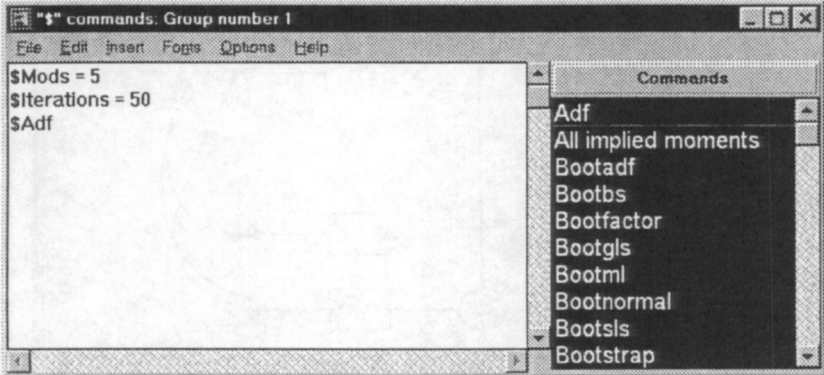 "$" commands: Group number 1
File Edit Insert Fonts Options Help
$Mods = 5
$Iterations = 50
$Adf
Commands
Adf
All implied moments
Bootadf
Bootbs
Bootfactor
Bootgls
Bootml
Bootnormal
Bootsls
Bootstrap